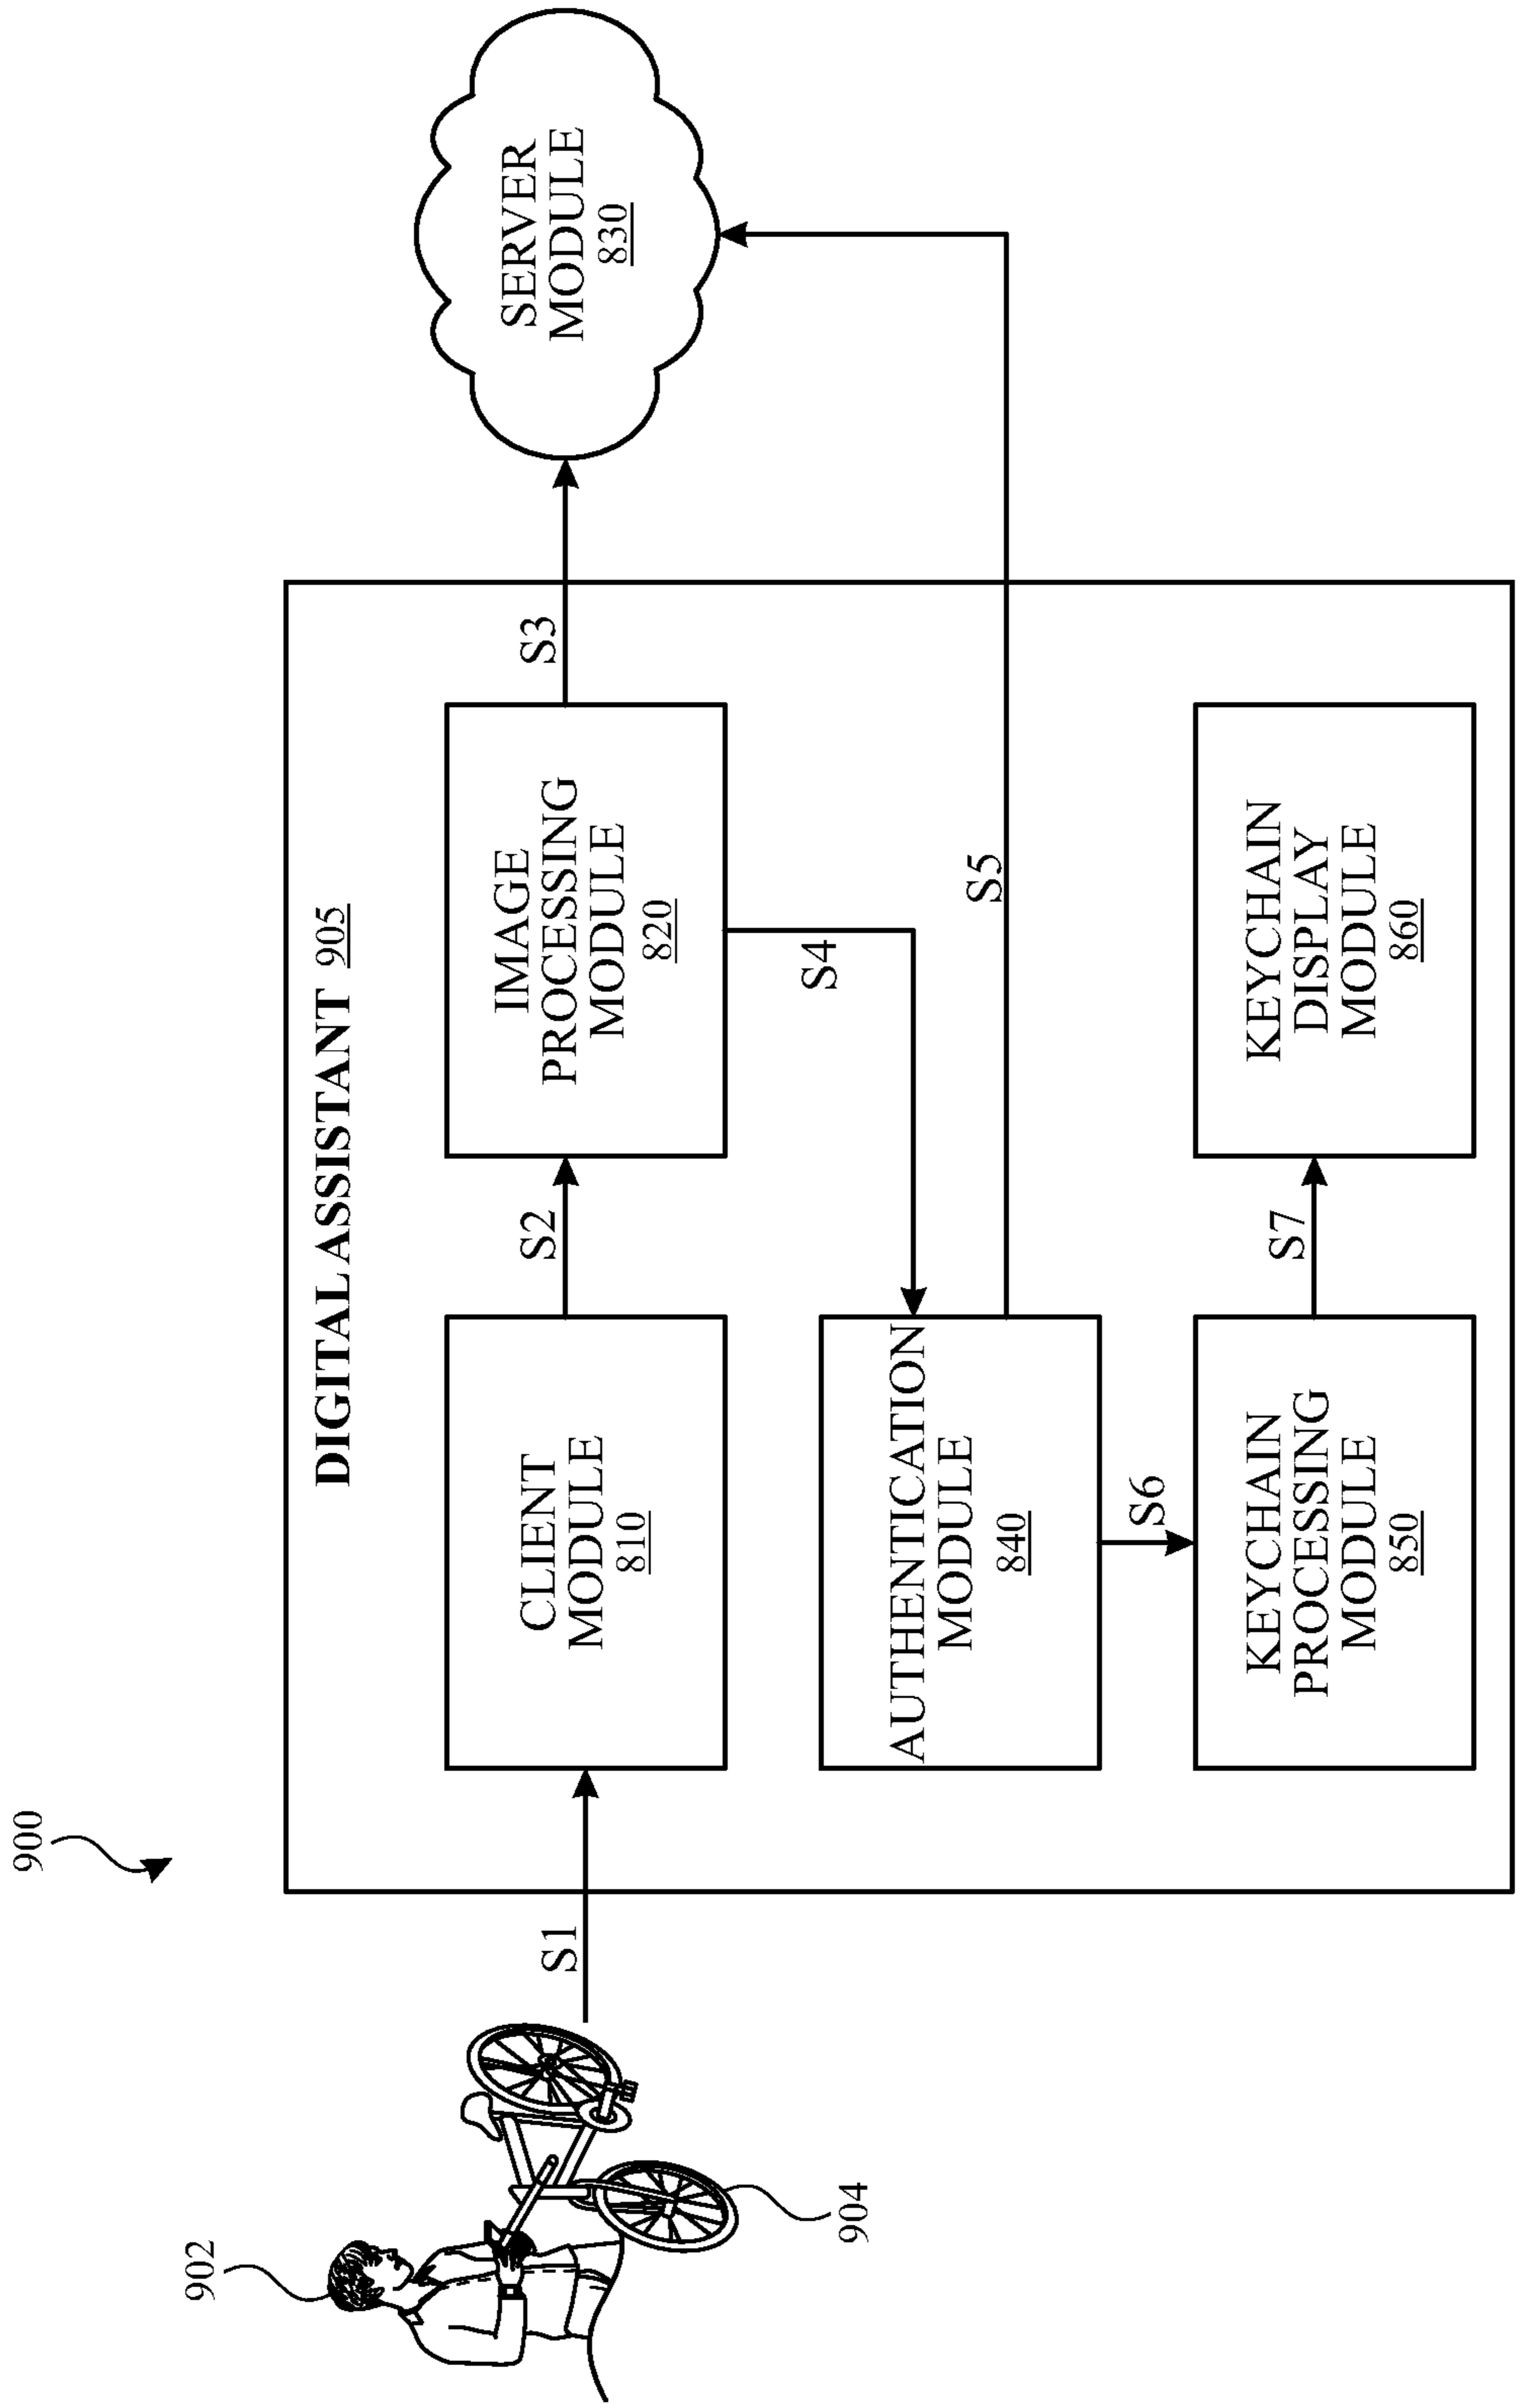 900
902
904
S1
DIGITAL ASSISTANT 905
CLIENT
MODULE
810
S2
IMAGE
PROCESSING
MODULE
820
S3
SERVER
MODULE
830
S4
S5
AUTHENTICATION
MODULE
840
S6
KEYCHAIN
PROCESSING
MODULE
850
S7
KEYCHAIN
DISPLAY
MODULE
860